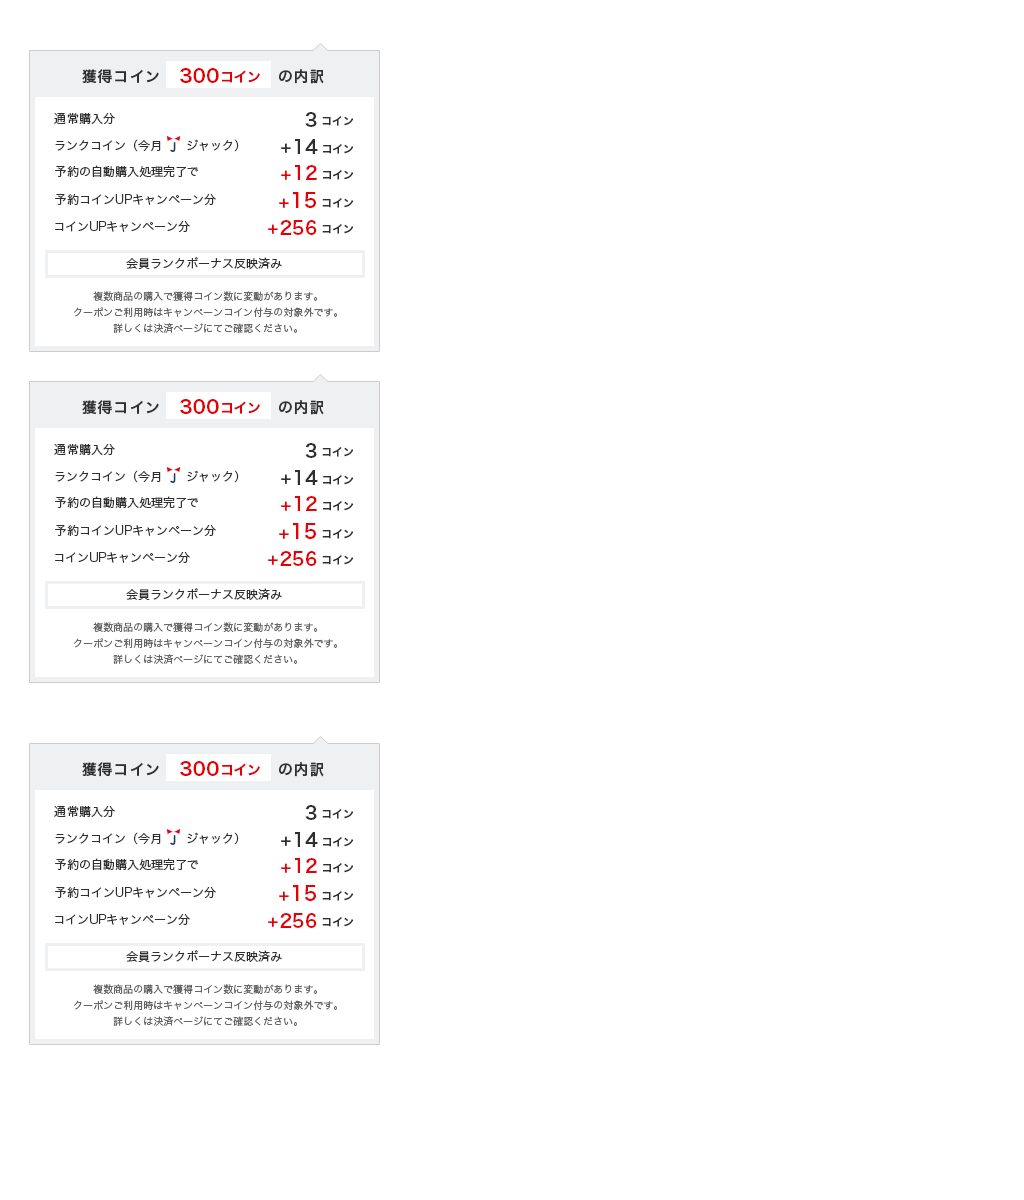 獲得コイン 300コイン の内訳
通常購入分 3 コイン
ランクコイン（今月 J ジャック） +14 コイン
予約の自動購入処理完了で +12 コイン
予約コインUPキャンペーン分 +15 コイン
コインUPキャンペーン分 +256 コイン
会員ランクボーナス反映済み
複数商品の購入で獲得コイン数に変動があります。
クーポンご利用時はキャンペーンコイン付与の対象外です。
詳しくは決済ページにてご確認ください。
獲得コイン 300コイン の内訳
通常購入分 3 コイン
ランクコイン（今月 J ジャック） +14 コイン
予約の自動購入処理完了で +12 コイン
予約コインUPキャンペーン分 +15 コイン
コインUPキャンペーン分 +256 コイン
会員ランクボーナス反映済み
複数商品の購入で獲得コイン数に変動があります。
クーポンご利用時はキャンペーンコイン付与の対象外です。
詳しくは決済ページにてご確認ください。
獲得コイン 300コイン の内訳
通常購入分 3 コイン
ランクコイン（今月 J ジャック） +14 コイン
予約の自動購入処理完了で +12 コイン
予約コインUPキャンペーン分 +15 コイン
コインUPキャンペーン分 +256 コイン
会員ランクボーナス反映済み
複数商品の購入で獲得コイン数に変動があります。
クーポンご利用時はキャンペーンコイン付与の対象外です。
詳しくは決済ページにてご確認ください。